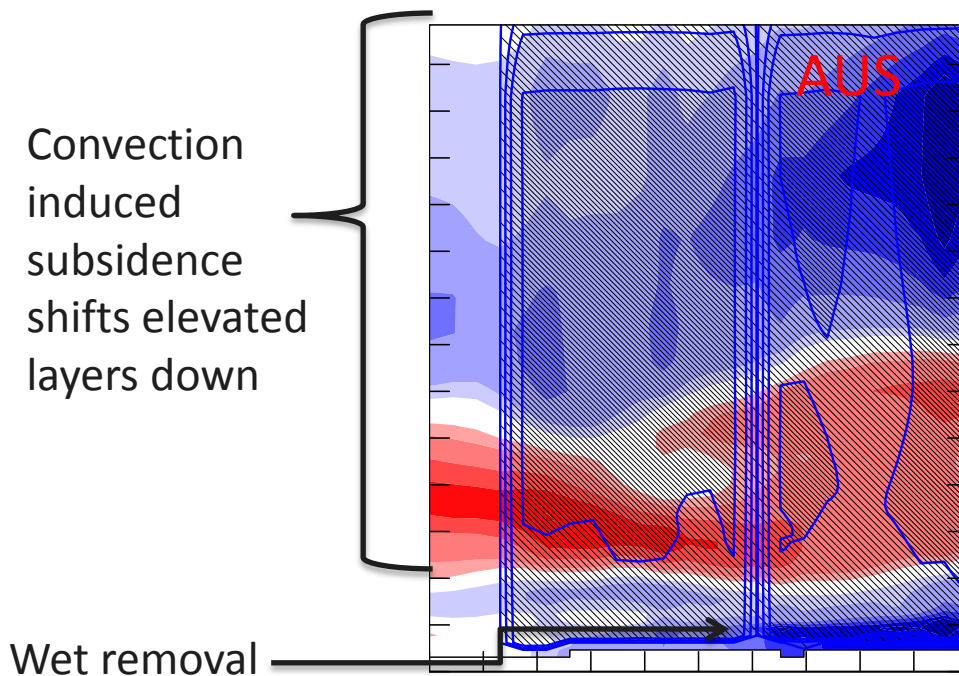 AUS
Convection
induced
subsidence
shifts elevated
layers down
Wet removal